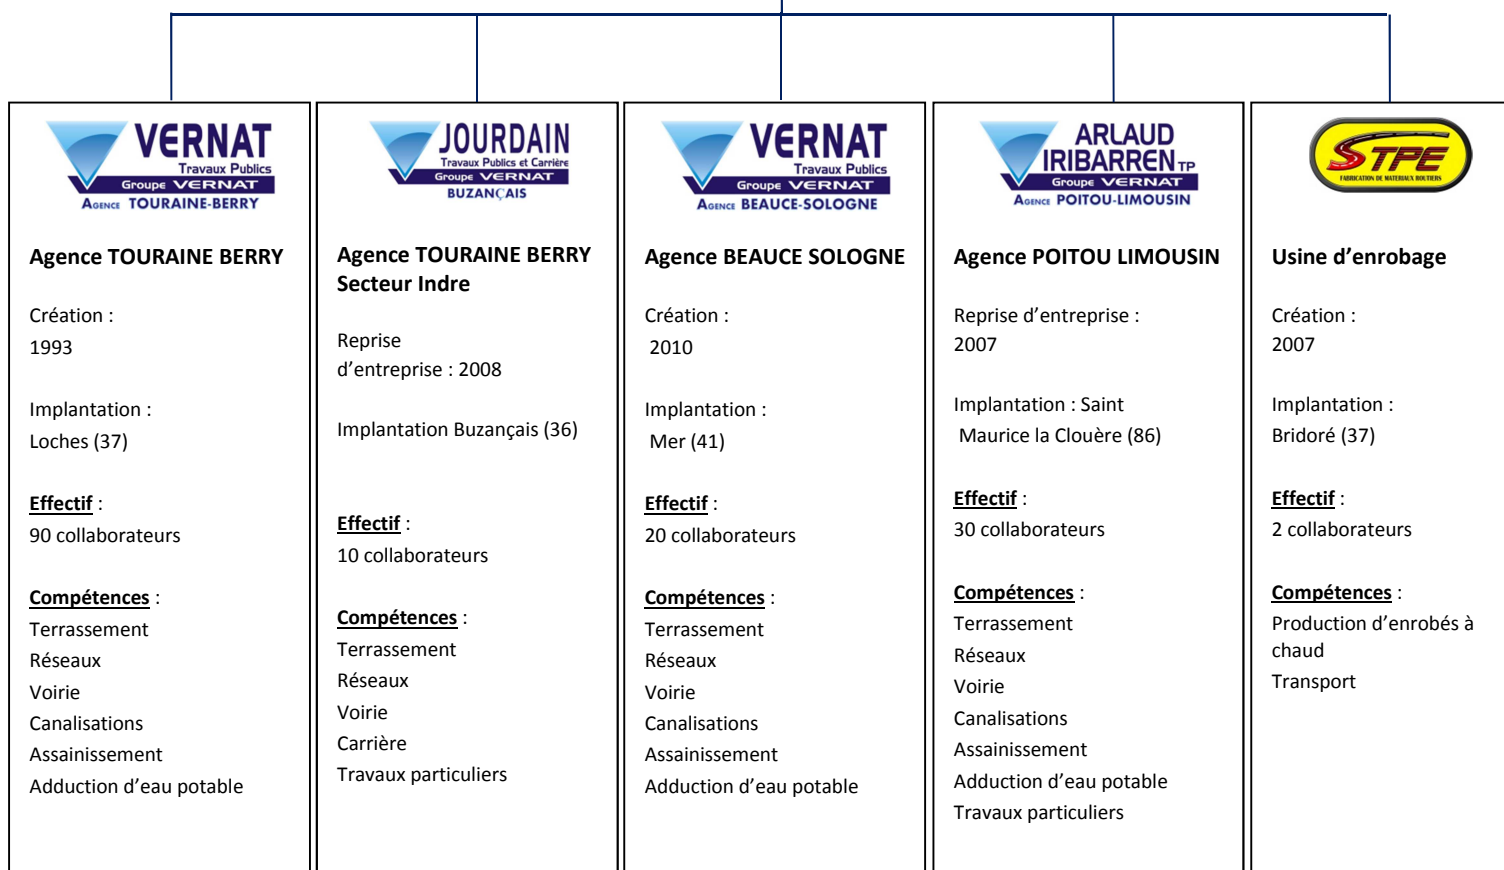 VERNAT
Travaux Publics
Groupe VERNAT
Agence TOURAINE-BERRY
Agence TOURAINE BERRY
Création :
1993
Implantation :
Loches (37)
Effectif :
90 collaborateurs
Compétences :
Terrassement
Réseaux
Voirie
Canalisations
Assainissement
Adduction d’eau potable
JOURDAIN
Travaux Publics et Carrière
Groupe VERNAT
BUZANÇAIS
Agence TOURAINE BERRY
Secteur Indre
Reprise
d’entreprise : 2008
Implantation Buzançais (36)
Effectif :
10 collaborateurs
Compétences :
Terrassement
Réseaux
Voirie
Carrière
Travaux particuliers
VERNAT
Travaux Publics
Groupe VERNAT
Agence BEAUCE-SOLOGNE
Agence BEAUCE SOLOGNE
Création :
2010
Implantation :
Mer (41)
Effectif :
20 collaborateurs
Compétences :
Terrassement
Réseaux
Voirie
Canalisations
Assainissement
Adduction d’eau potable
ARLAUD
IRIBARREN TP
Groupe VERNAT
Agence POITOU-LIMOUSIN
Agence POITOU LIMOUSIN
Reprise d’entreprise :
2007
Implantation : Saint
Maurice la Clouère (86)
Effectif :
30 collaborateurs
Compétences :
Terrassement
Réseaux
Voirie
Canalisations
Assainissement
Adduction d’eau potable
Travaux particuliers
STPE
FABRICATION DE MATERIAUX ROUTIERS
Usine d’enrobage
Création :
2007
Implantation :
Bridoré (37)
Effectif :
2 collaborateurs
Compétences :
Production d’enrobés à
chaud
Transport